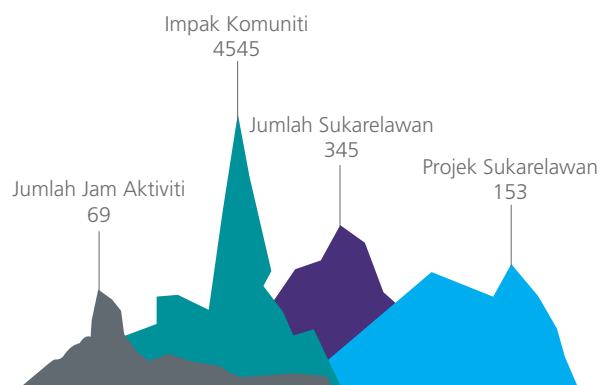 Impak Komuniti
4545
Jumlah Sukarelawan
345
Projek Sukarelawan
153
Jumlah Jam Aktiviti
69